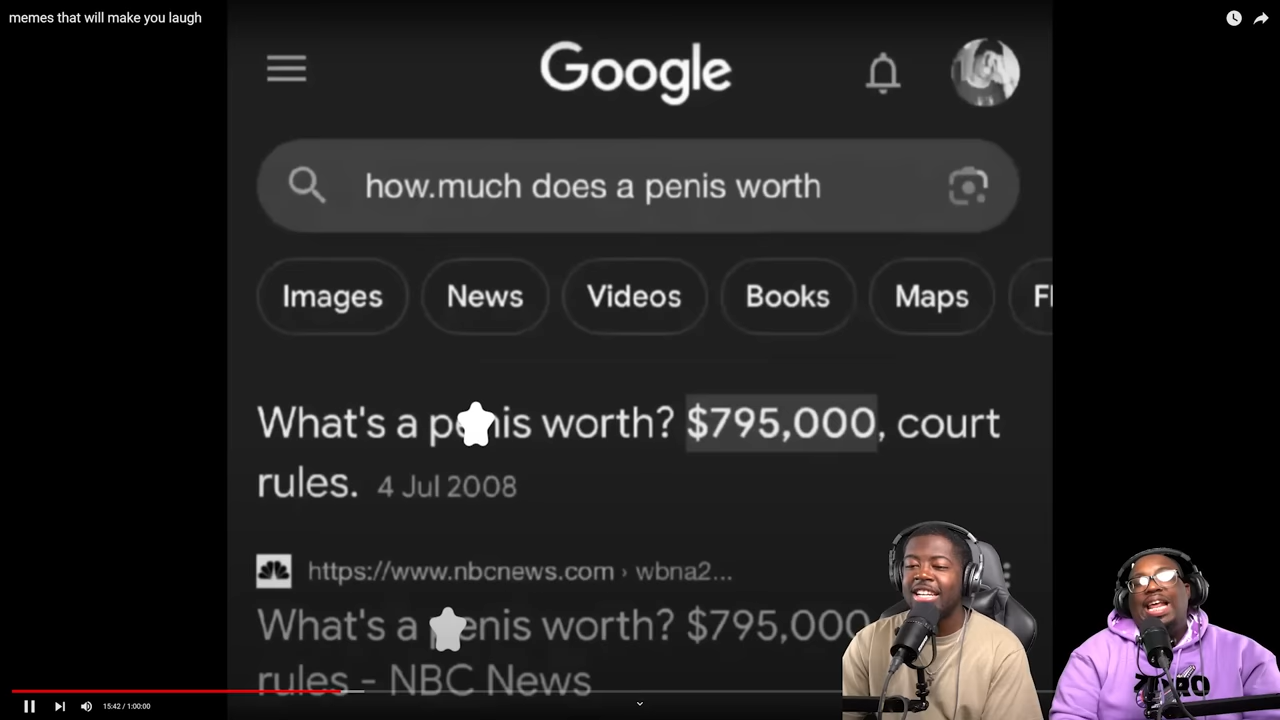 memes that will make you laugh
Google
how.much does a penis worth
Images News Videos Books Maps
What's a penis worth? $795,000, court
rules. 4 Jul 2008
https://www.nbcnews.com › wbna2...
What's a penis worth? $795,000
rules - NBC News
15:42 / 1:00:00